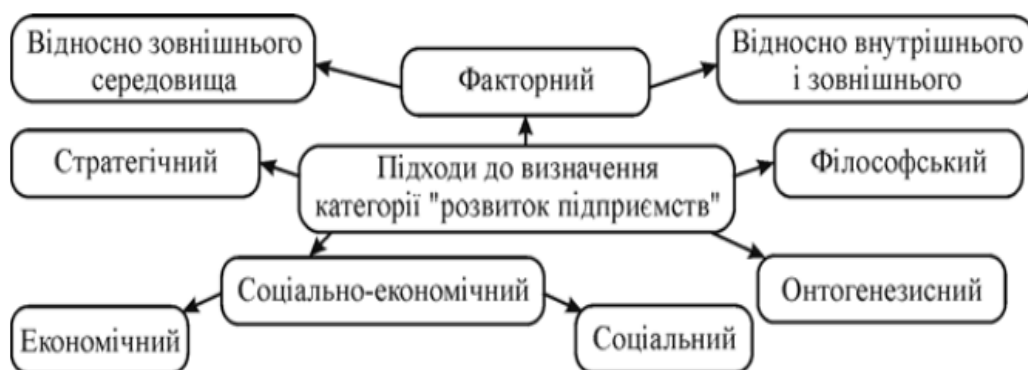 Відносно зовнішнього
середовища
Факторний
Відносно внутрішнього
і зовнішнього
Стратегічний
Підходи до визначення
категорії "розвиток підприємств"
Філософський
Соціально-економічний
Онтогенезисний
Економічний
Соціальний